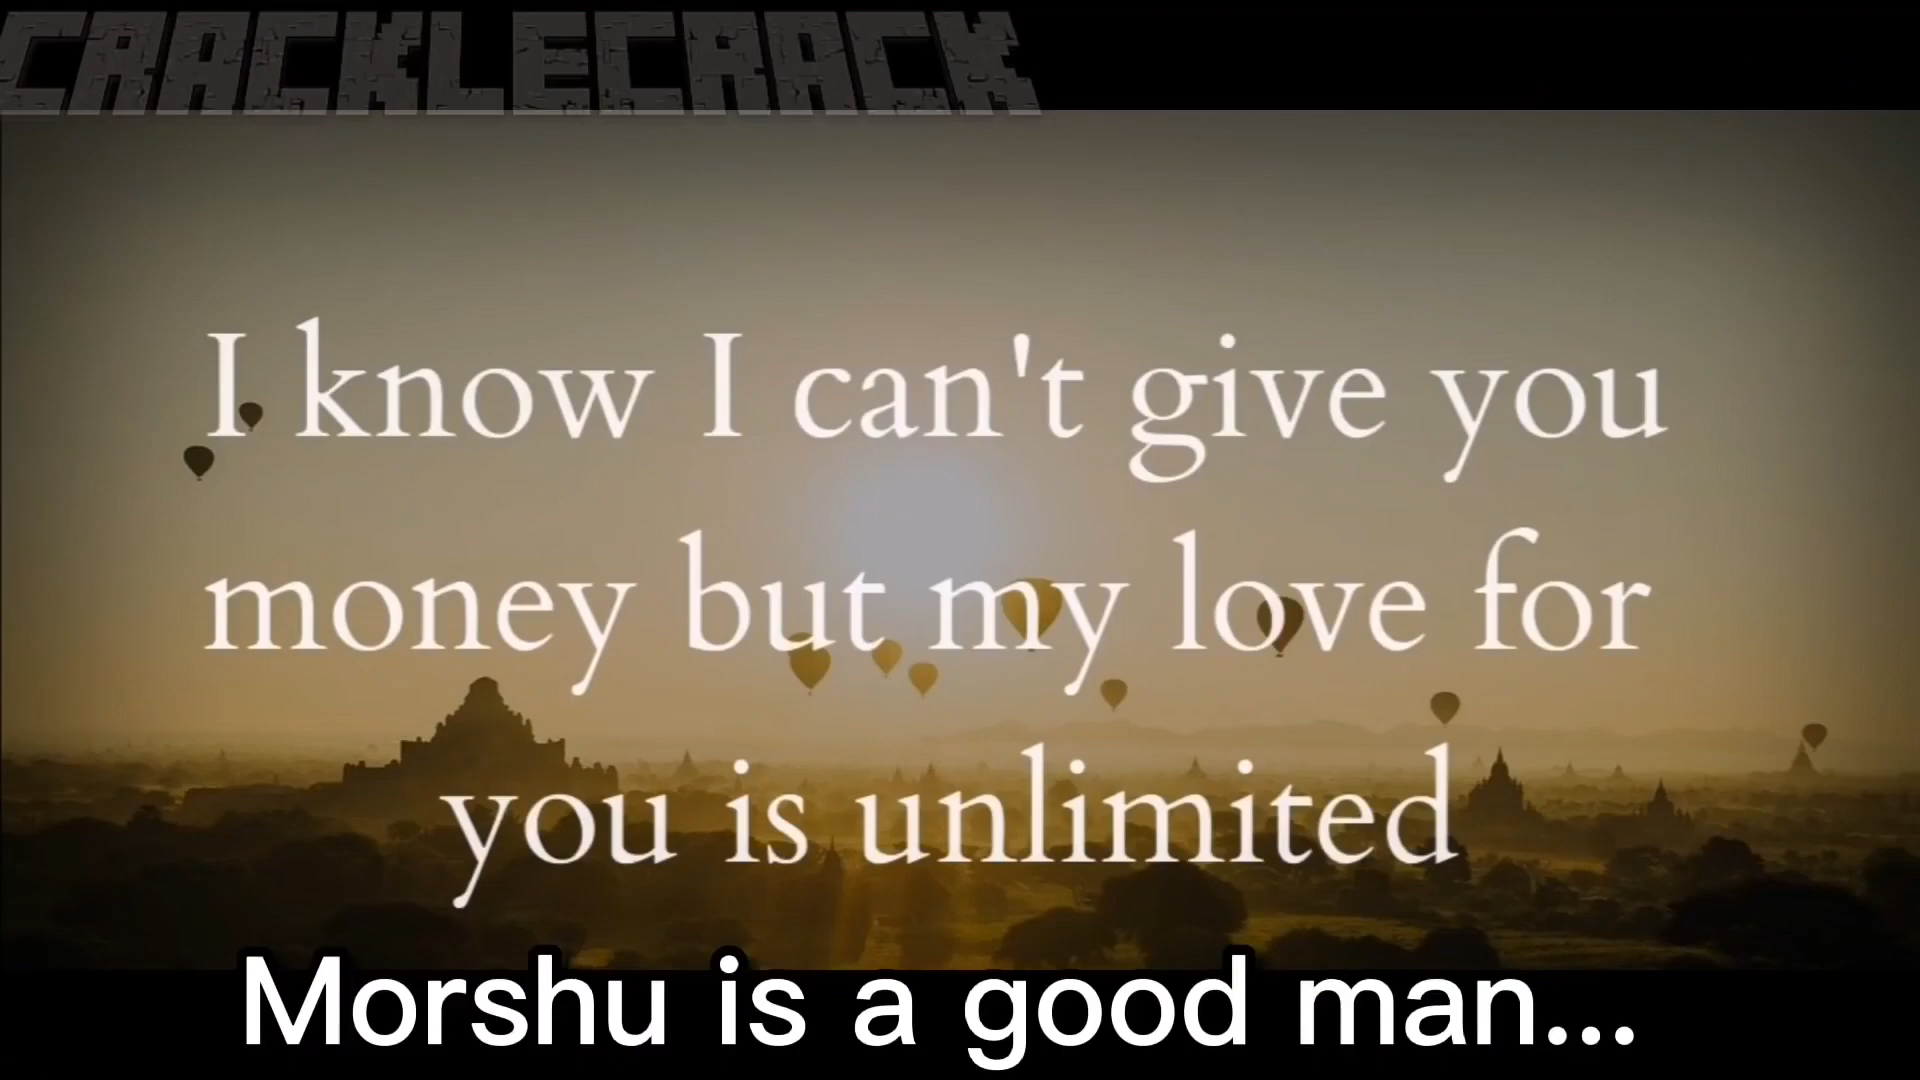 CRACKLECRACK
I know I can't give you
money but my love for
you is unlimited
Morshu is a good man...